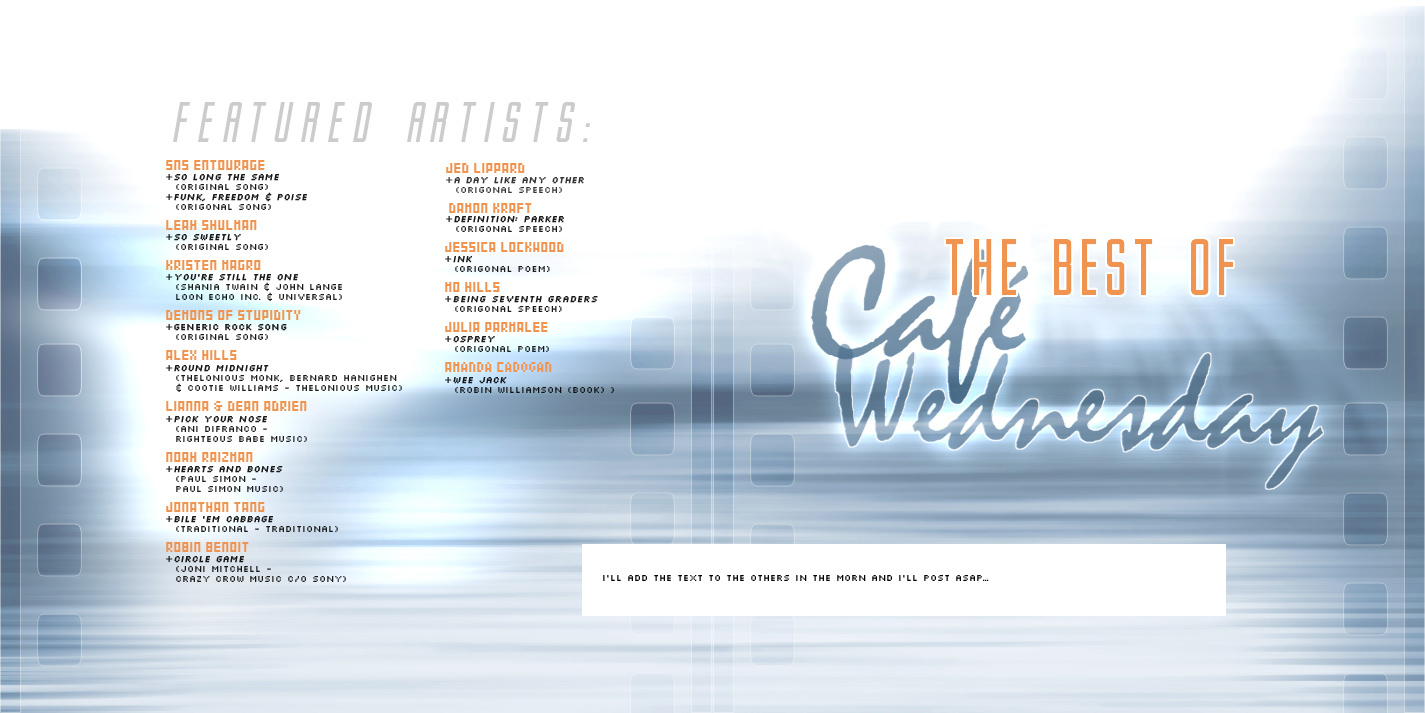 FEATURED ARTISTS:
SNS ENTOURAGE
+SO LONG THE SAME
(ORIGINAL SONG)
+FUNK, FREEDOM & POISE
(ORIGONAL SONG)
LEAH SHULMAN
+SO SWEETLY
(ORIGINAL SONG)
KRISTEN MAGRO
+YOU'RE STILL THE ONE
(SHANIA TWAIN & JOHN LANGE
LOON ECHO INC. & UNIVERSAL)
DEMONS OF STUPIDITY
+GENERIC ROCK SONG
(ORIGINAL SONG)
ALEX HILLS
+ROUND MIDNIGHT
(THELONIOUS MONK, BERNARD HANIGHEN
& COOTIE WILLIAMS - THELONIOUS MUSIC)
LIANNA & DEAN ADRIEN
+PICK YOUR NOSE
(ANI DIFRANCO -
RIGHTEOUS BABE MUSIC)
NOAH RAIZMAN
+HEARTS AND BONES
(PAUL SIMON -
PAUL SIMON MUSIC)
JONATHAN TANG
+BILE 'EM CABBAGE
(TRADITIONAL - TRADITIONAL)
ROBIN BENOIT
+CIRCLE GAME
(JONI MITCHELL -
CRAZY CROW MUSIC C/O SONY)
JED LIPPARD
+A DAY LIKE ANY OTHER
(ORIGONAL SPEECH)
DAMON KRAFT
+DEFINITION: PARKER
(ORIGONAL SPEECH)
JESSICA LOCKWOOD
+INK
(ORIGONAL POEM)
MO HILLS
+BEING SEVENTH GRADERS
(ORIGONAL SPEECH)
JULIA PARMALEE
+OSPREY
(ORIGONAL POEM)
AMANDA CADOGAN
+WEE JACK
(ROBIN WILLIAMSON (BOOK) )
THE BEST OF
Café
Wednesday
I'LL ADD THE TEXT TO THE OTHERS IN THE MORN AND I'LL POST ASAP...